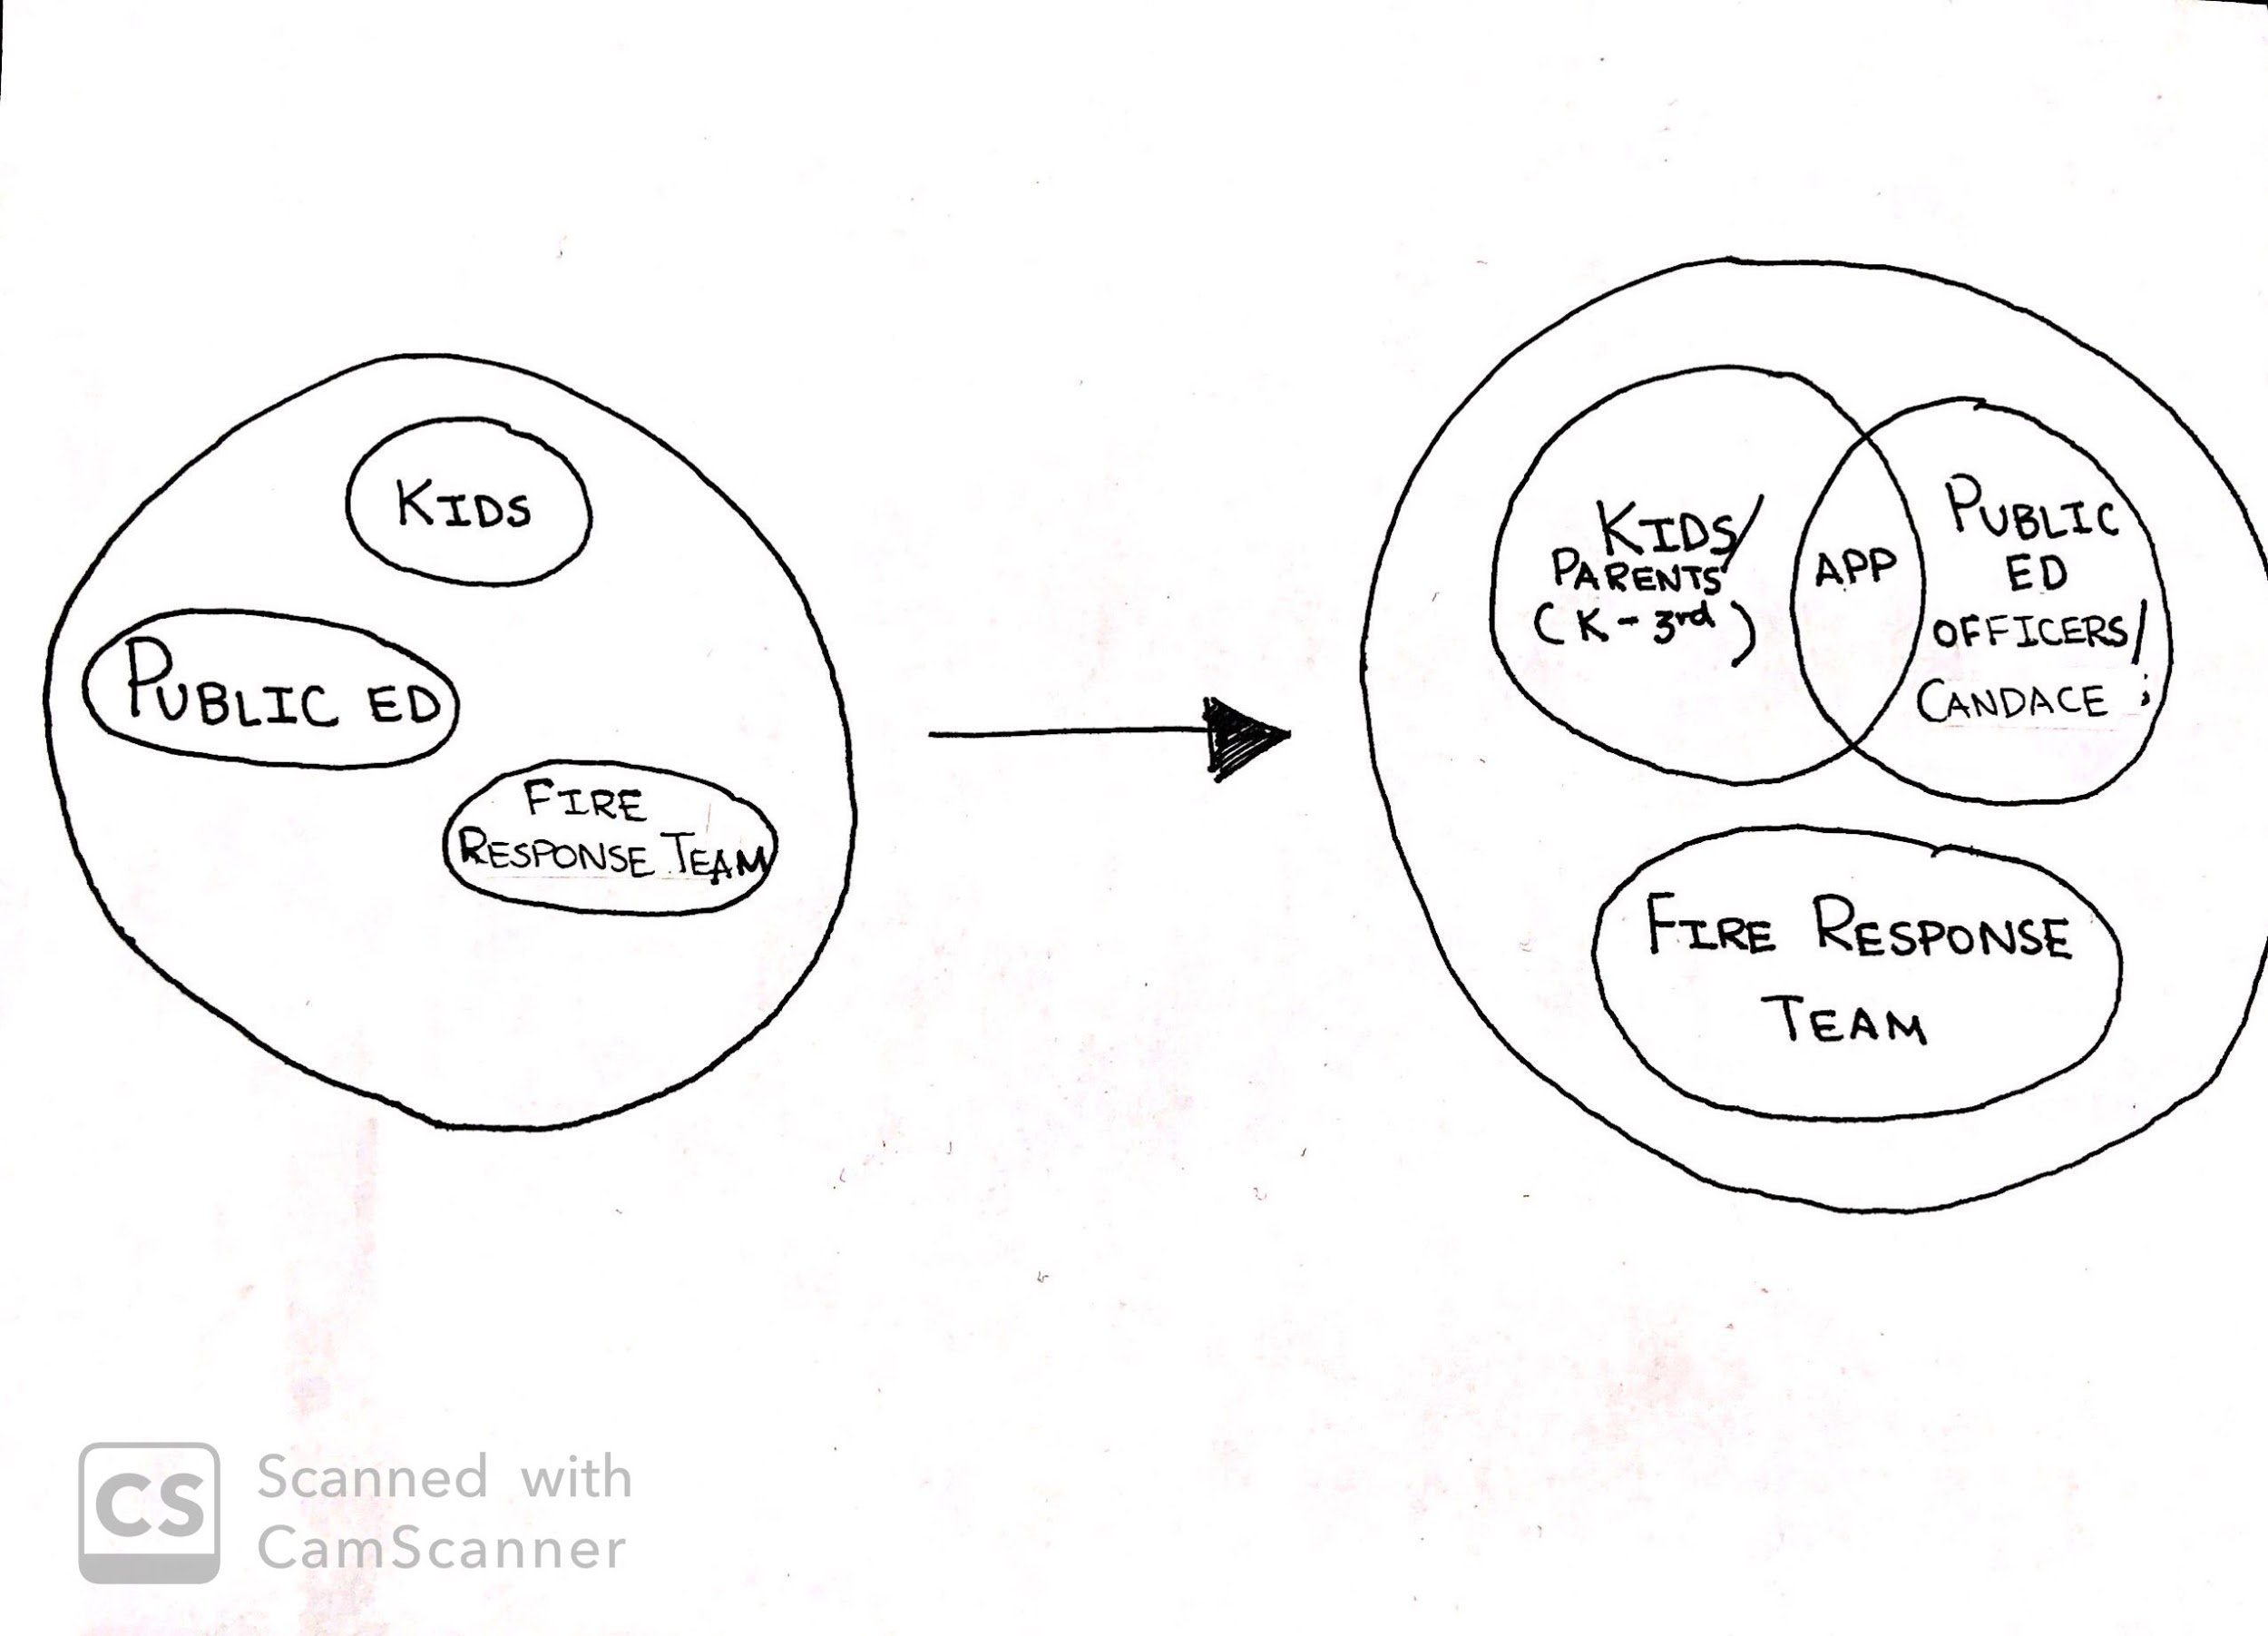 KIDS
PUBLIC ED
FIRE
RESPONSE TEAM
KIDS/
PARENTS
(K-3rd)
APP
PUBLIC
ED
OFFICERS/
CANDACE
FIRE RESPONSE
TEAM
CS
Scanned with
CamScanner